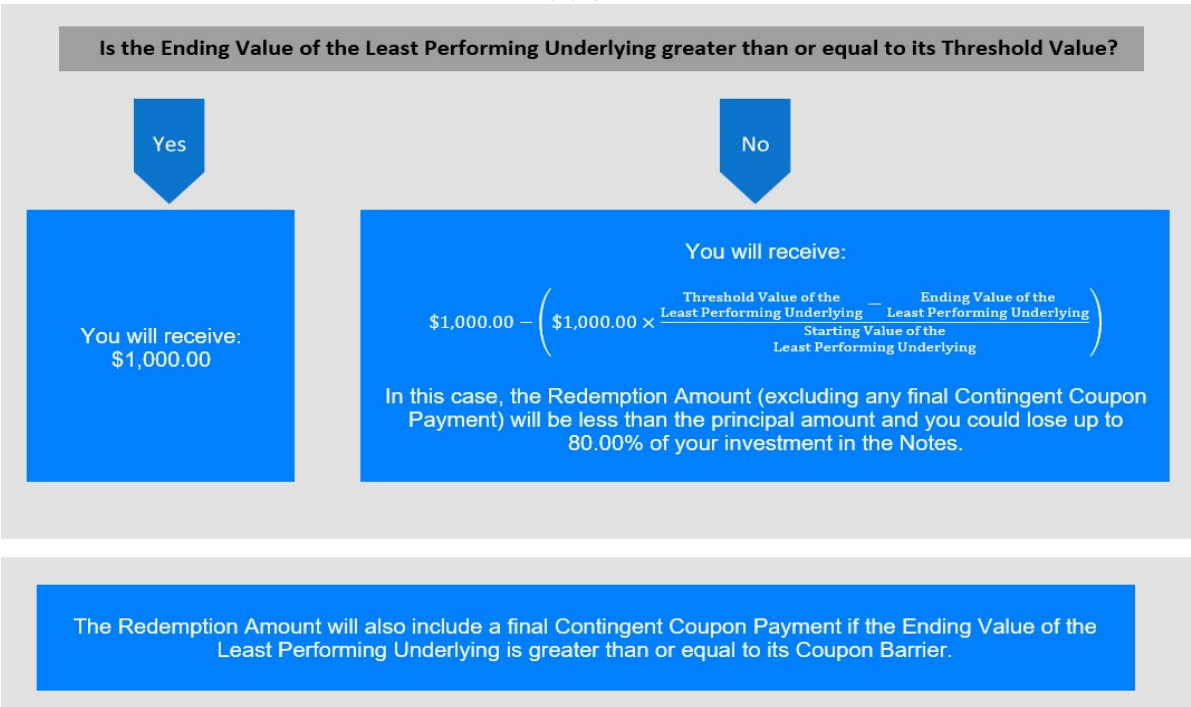 Is the Ending Value of the Least Performing Underlying greater than or equal to its Threshold Value?
Yes
No
You will receive:
$1,000.00
You will receive:
$1,000.00 − ($1,000.00 × (Threshold Value of the Least Performing Underlying − Ending Value of the Least Performing Underlying) / Starting Value of the Least Performing Underlying)
In this case, the Redemption Amount (excluding any final Contingent Coupon
Payment) will be less than the principal amount and you could lose up to
80.00% of your investment in the Notes.
The Redemption Amount will also include a final Contingent Coupon Payment if the Ending Value of the
Least Performing Underlying is greater than or equal to its Coupon Barrier.